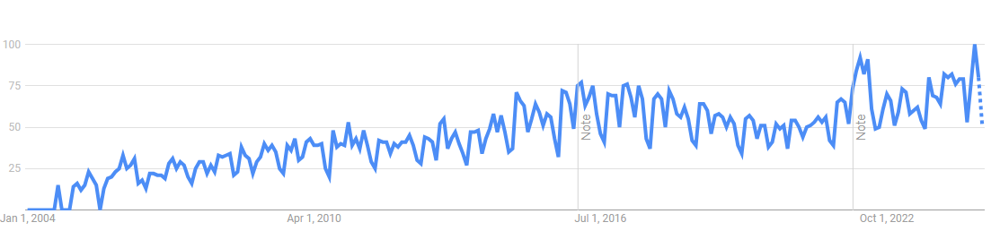 100
75
50
25
Note
Note
Jan 1, 2004
Apr 1, 2010
Jul 1, 2016
Oct 1, 2022